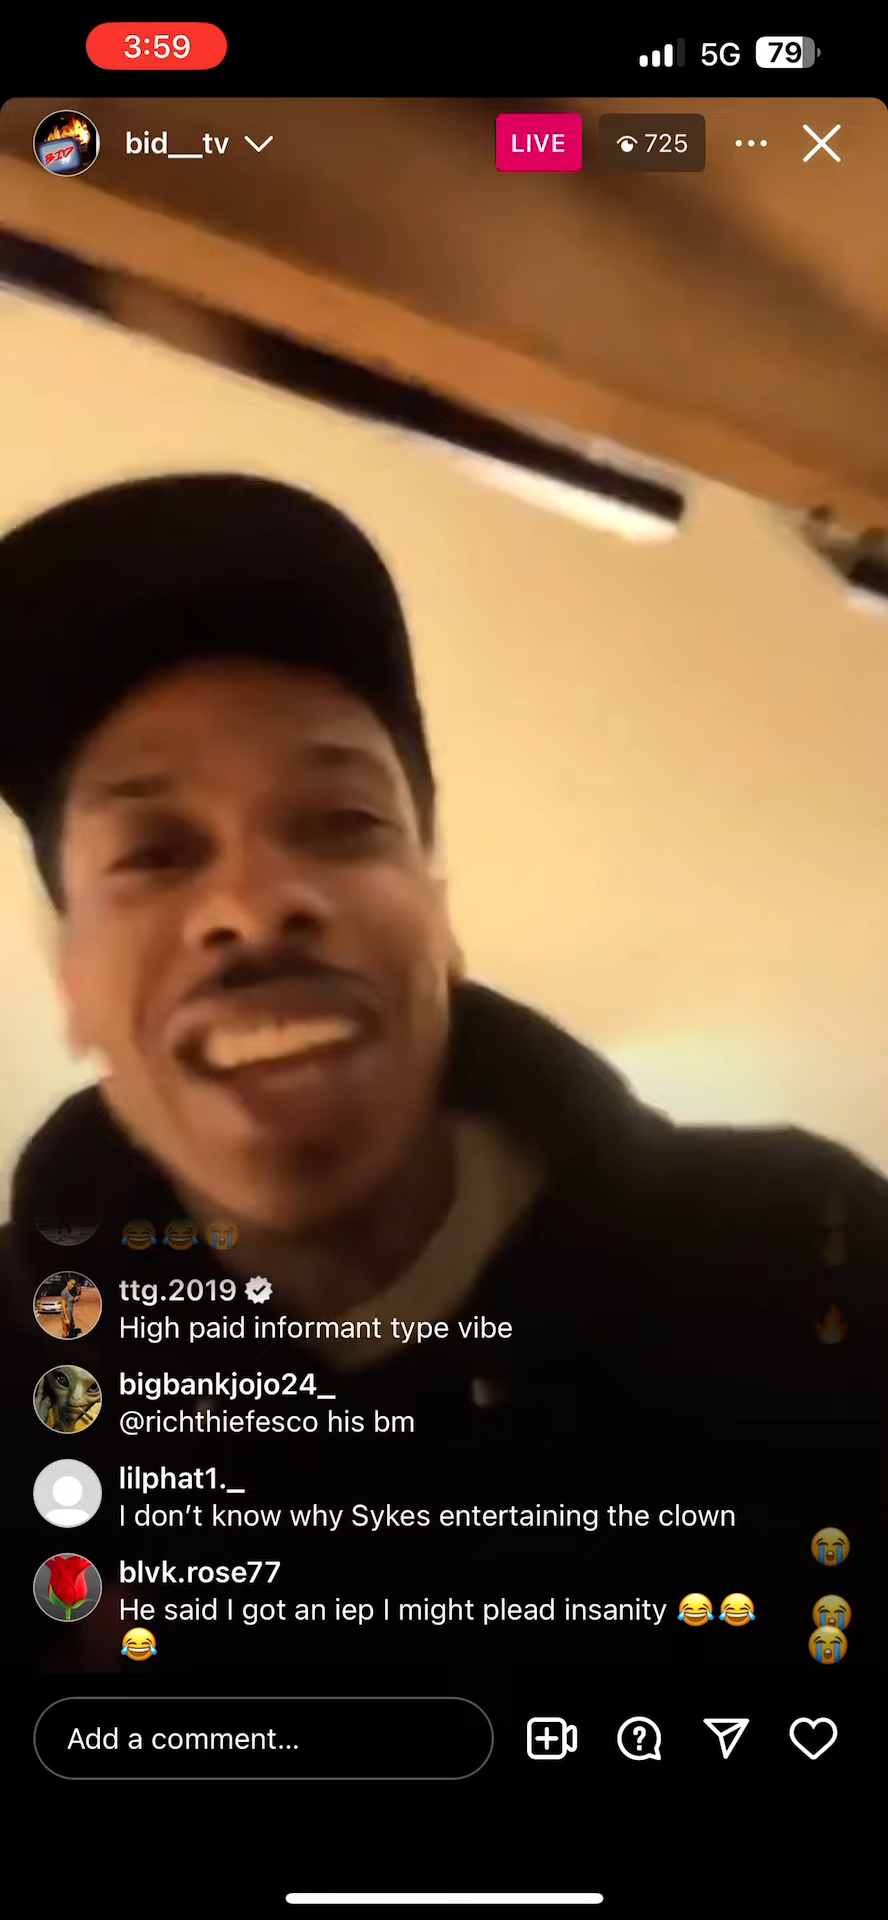 3:59
5G 79
BID
bid__tv
LIVE
725
😂😂😭
ttg.2019
High paid informant type vibe
bigbankjojo24_
@richthiefesco his bm
lilphat1._
I don’t know why Sykes entertaining the clown
blvk.rose77
He said I got an iep I might plead insanity 😂😂
😂
Add a comment...